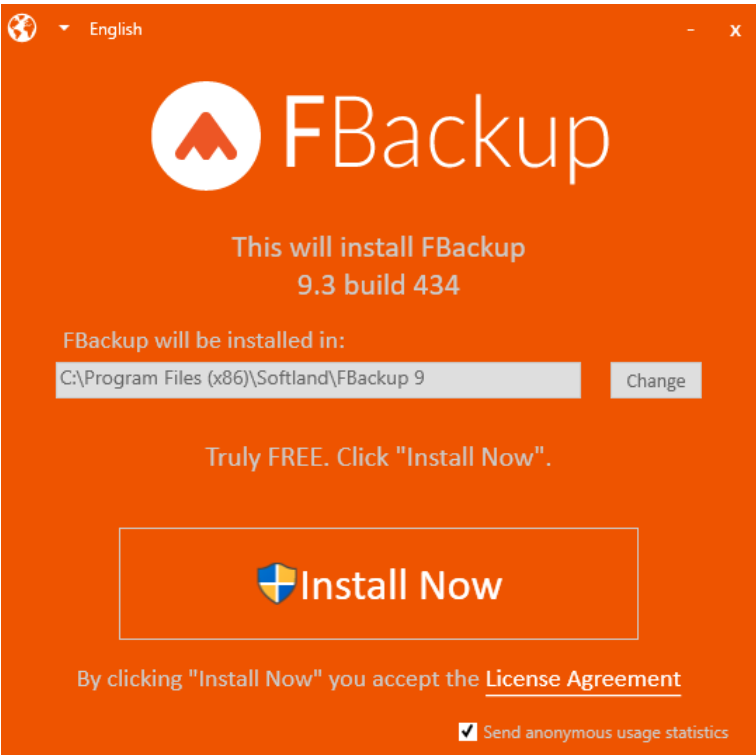 English
- x
FBackup
This will install FBackup
9.3 build 434
FBackup will be installed in:
C:\Program Files (x86)\Softland\FBackup 9
Change
Truly FREE. Click "Install Now".
Install Now
By clicking "Install Now" you accept the License Agreement
Send anonymous usage statistics